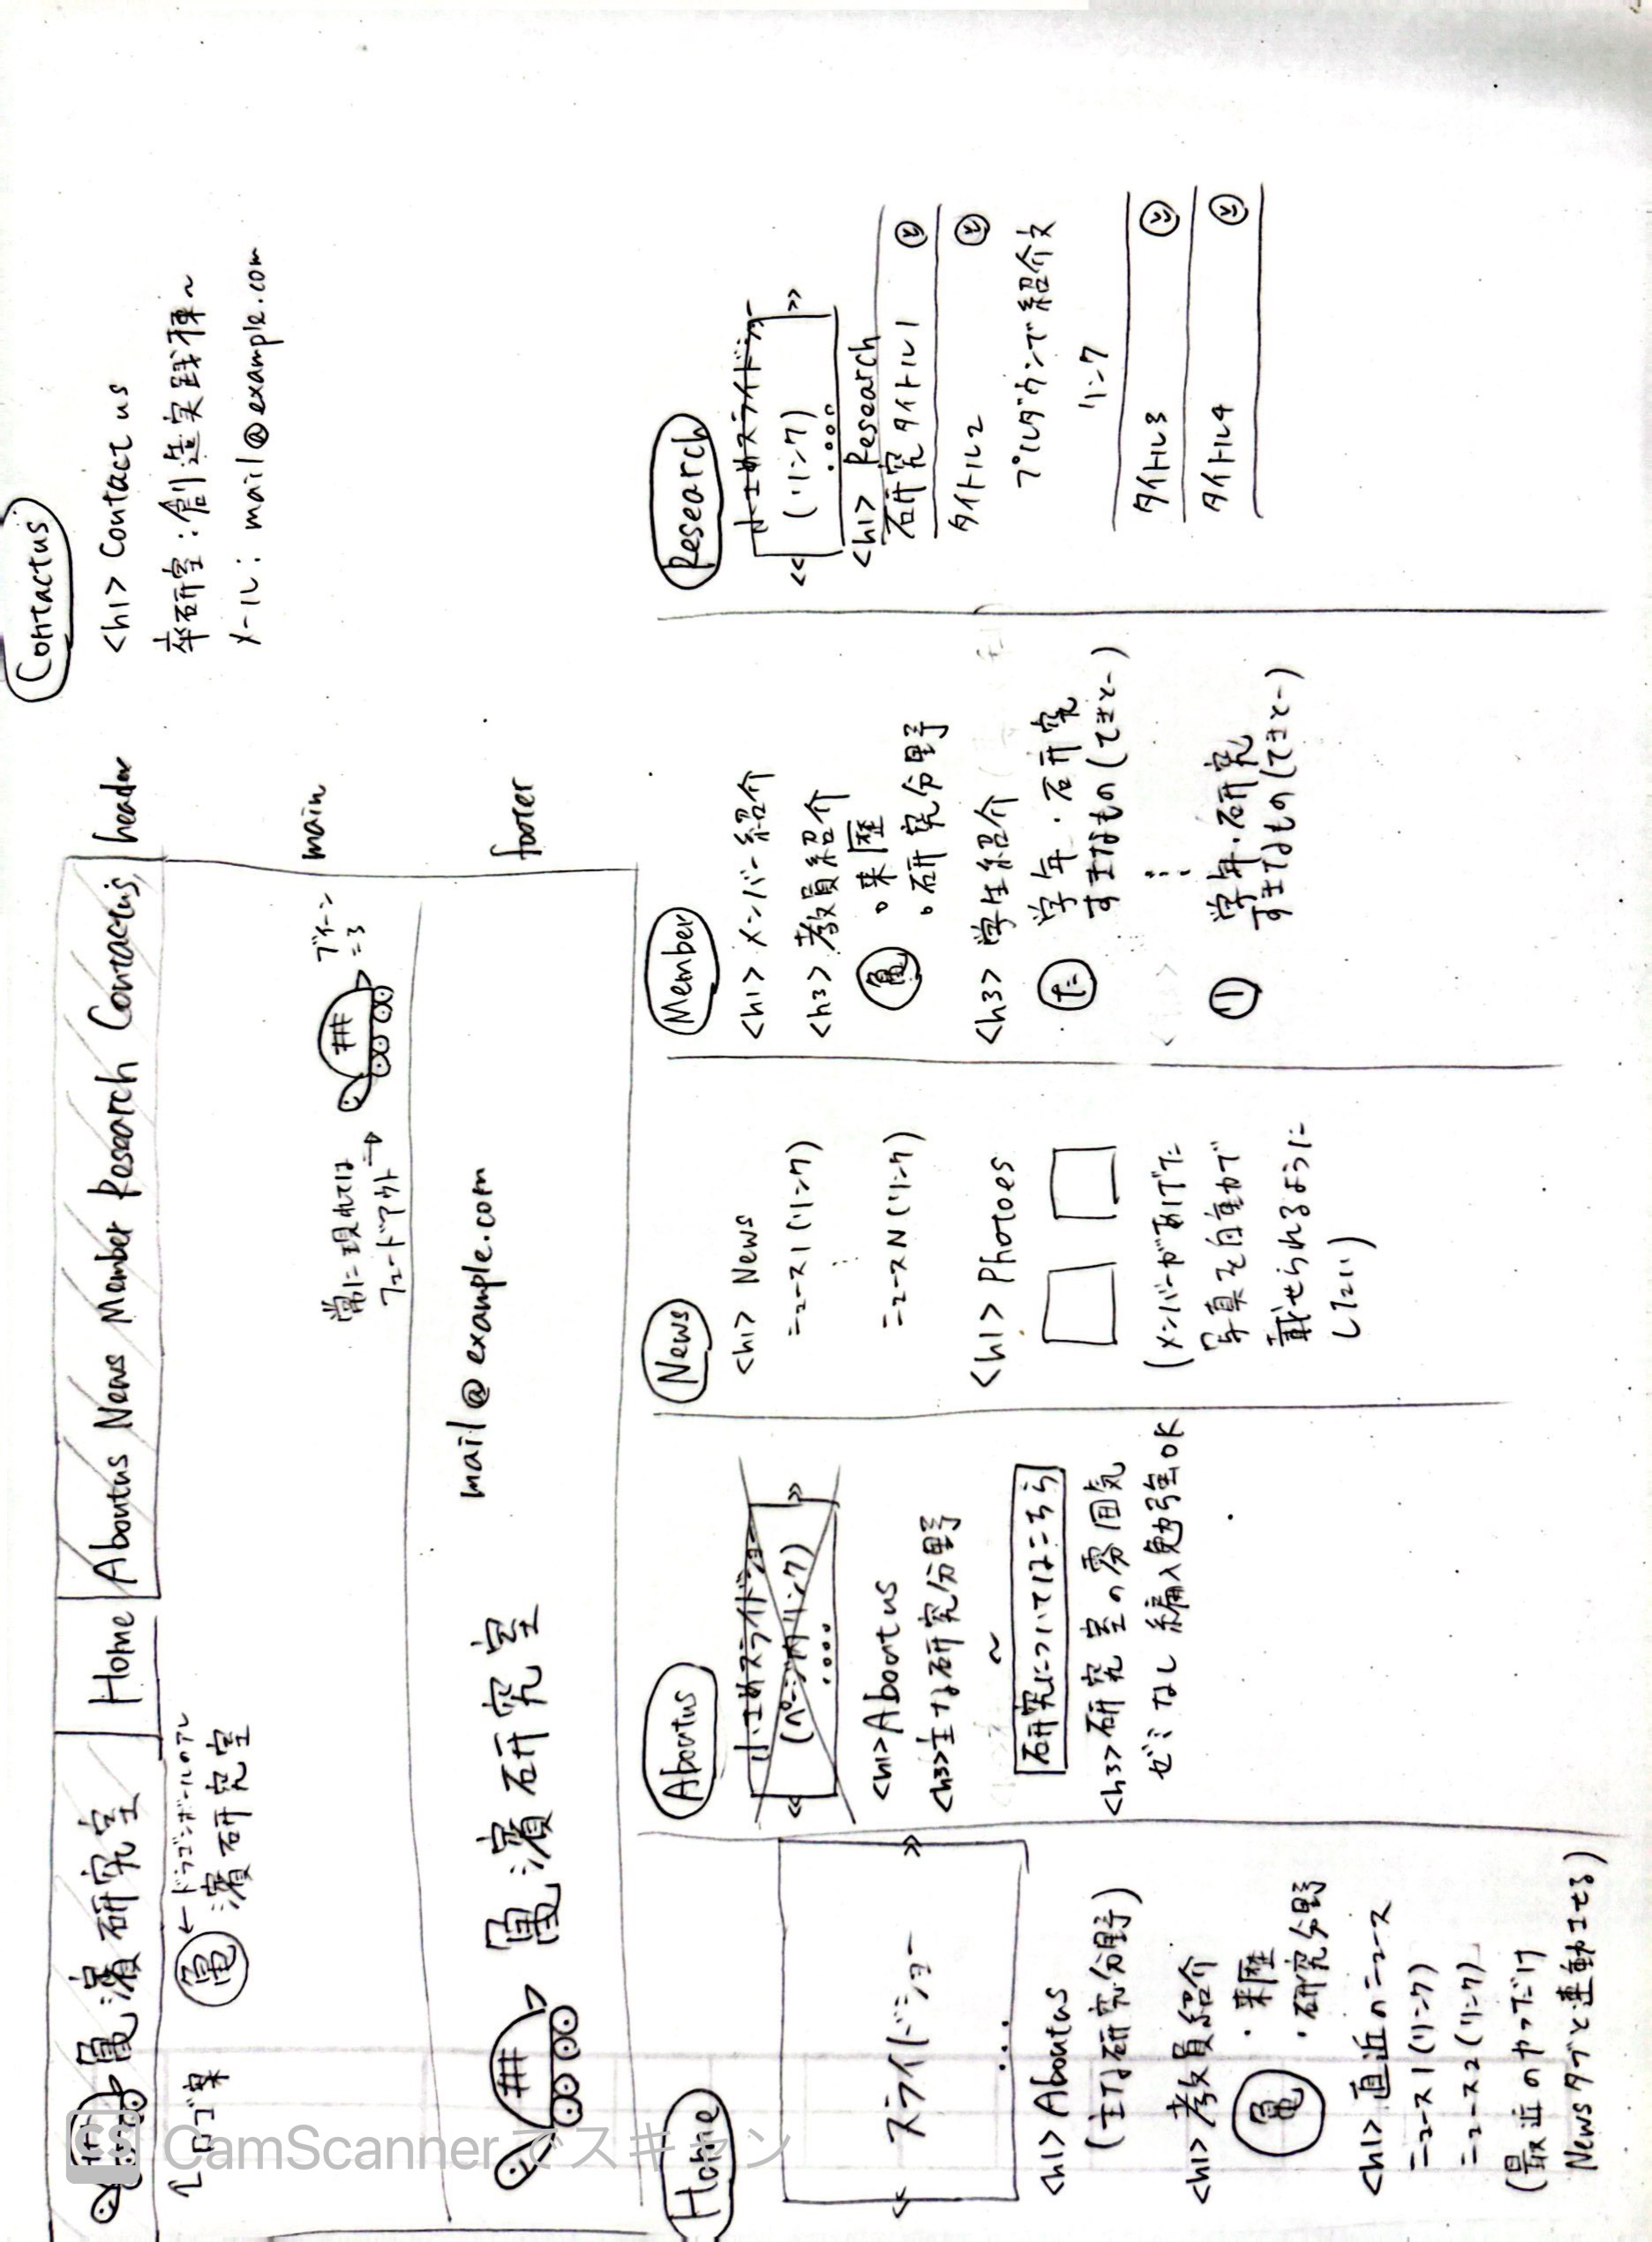 Contactus
<h1> Contact us
卒研室：創造実践棟～
メール： mail@example.com
亀濱研究室
Home Aboutus News Member Research Contactus
header
↑ロゴ案
亀 ←ドラゴンボールのアレ
濱研究室
main
常に現れては
フェードアウト →
ブイーン
=3
mail@example.com
亀濱研究室
footer
Home
<< スライドショー >>
...
<h1> Aboutus
(主な研究分野)
<h1> 教員紹介
亀
・来歴
・研究分野
<h1> 直近のニュース
ニュース1(リンク)
ニュース2(リンク)
(最近のやつだけ
Newsタブと連動させる)
Aboutus
小さめスライドショー
<< (ページ内リンク) >>
<h1> About us
<h3>主な研究分野
～
研究についてはこちら
<h3>研究室の雰囲気
ゼミなし 編入勉強OK
News
<h1> News
ニュース1(リンク)
⋮
ニュースN(リンク)
<h1> Photoes
(メンバーがあげた
写真を自動で
載せられるように
したい)
Member
<h1> メンバー紹介
<h3> 教員紹介
亀
○来歴
○研究分野
<h3> 学生紹介
た
学年・研究
すきなもの(てきとー)
⋮
り
学年・研究
すきなもの(てきとー)
Research
小さめスライドショー
<< (リンク) >>
<h1> Research
研究タイトル1
タイトル2
プルダウンで紹介文
リンク
タイトル3
タイトル4
CS CamScannerでスキャン